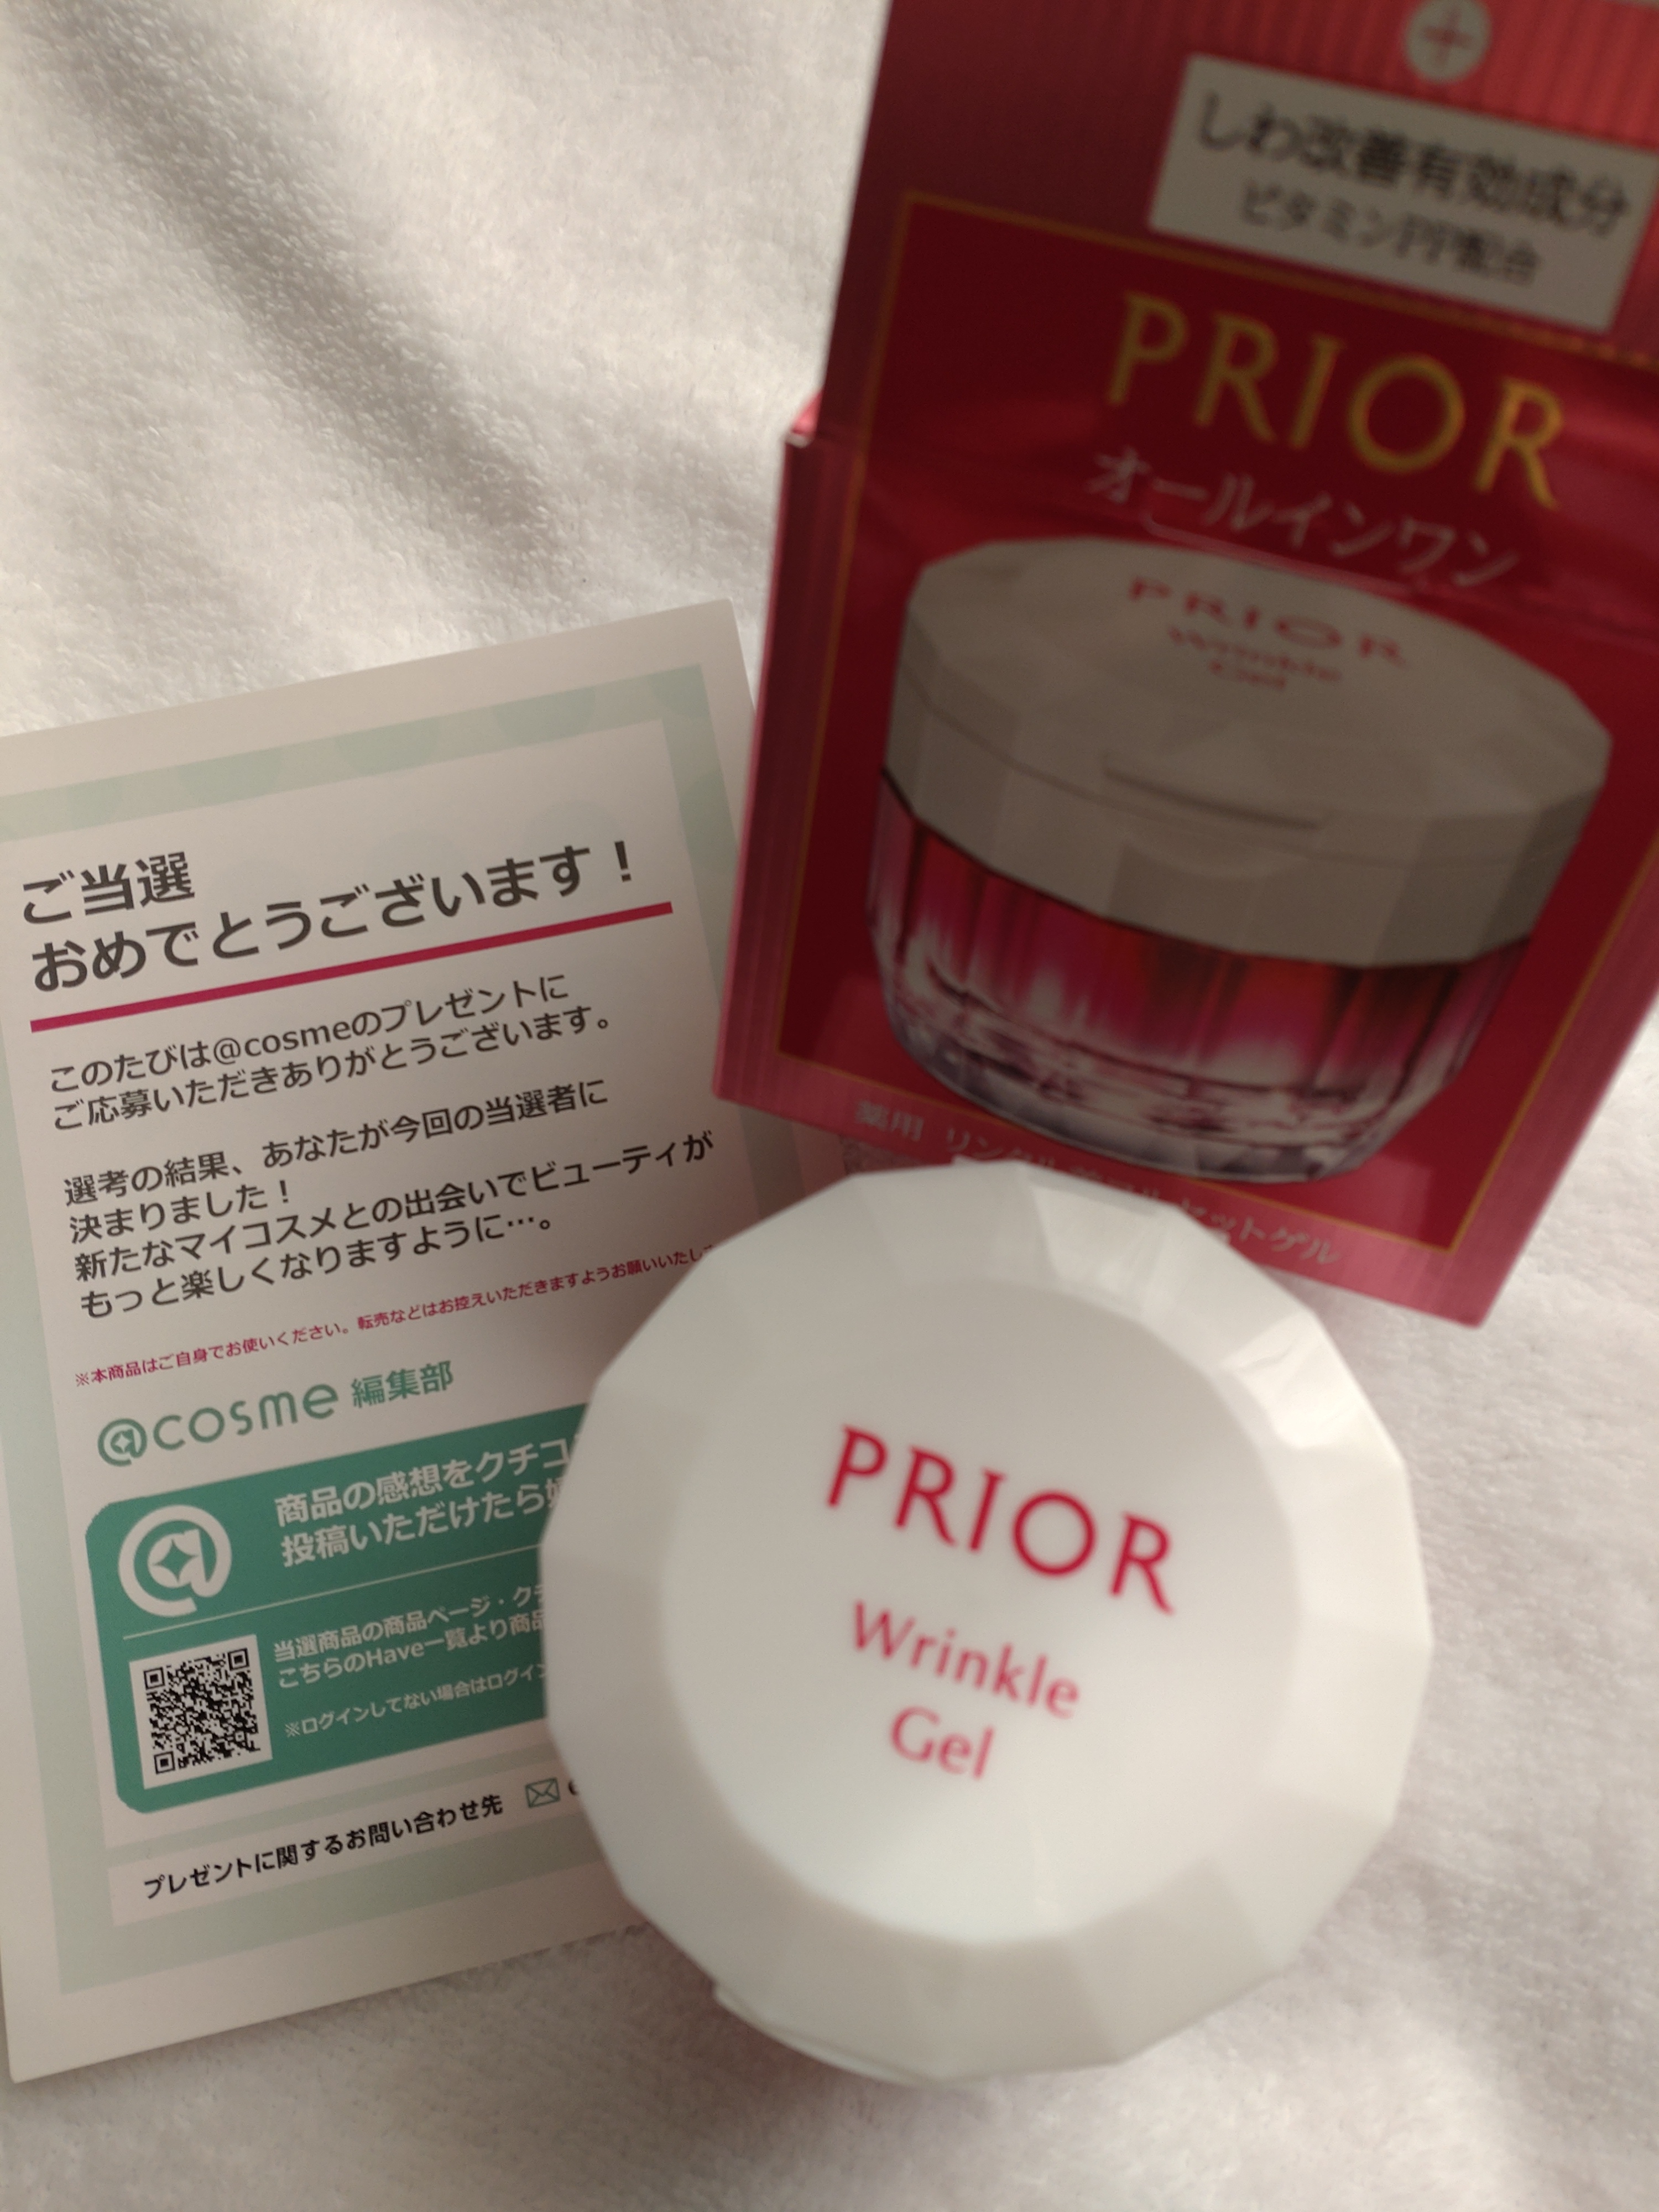 ご当選
おめでとうございます！
このたびは@cosmeのプレゼントに
ご応募いただきありがとうございます。
選考の結果、あなたが今回の当選者に
決まりました！
新たなマイコスメとの出会いでビューティが
もっと楽しくなりますように…。
※本商品はご自身でお使いください。転売などはお控えいただきますようお願いいたし
@cosme 編集部
商品の感想をクチコ
投稿いただけたら
当選商品の商品ページ・ク
こちらのHave一覧より商品
※ログインしてない場合はログイン
プレゼントに関するお問い合わせ先
しわ改善有効成分
ビタミンPP配合
PRIOR
オールインワン
PRIOR
Wrinkle
Gel
薬用 リンクル
セットゲル
PRIOR
Wrinkle
Gel